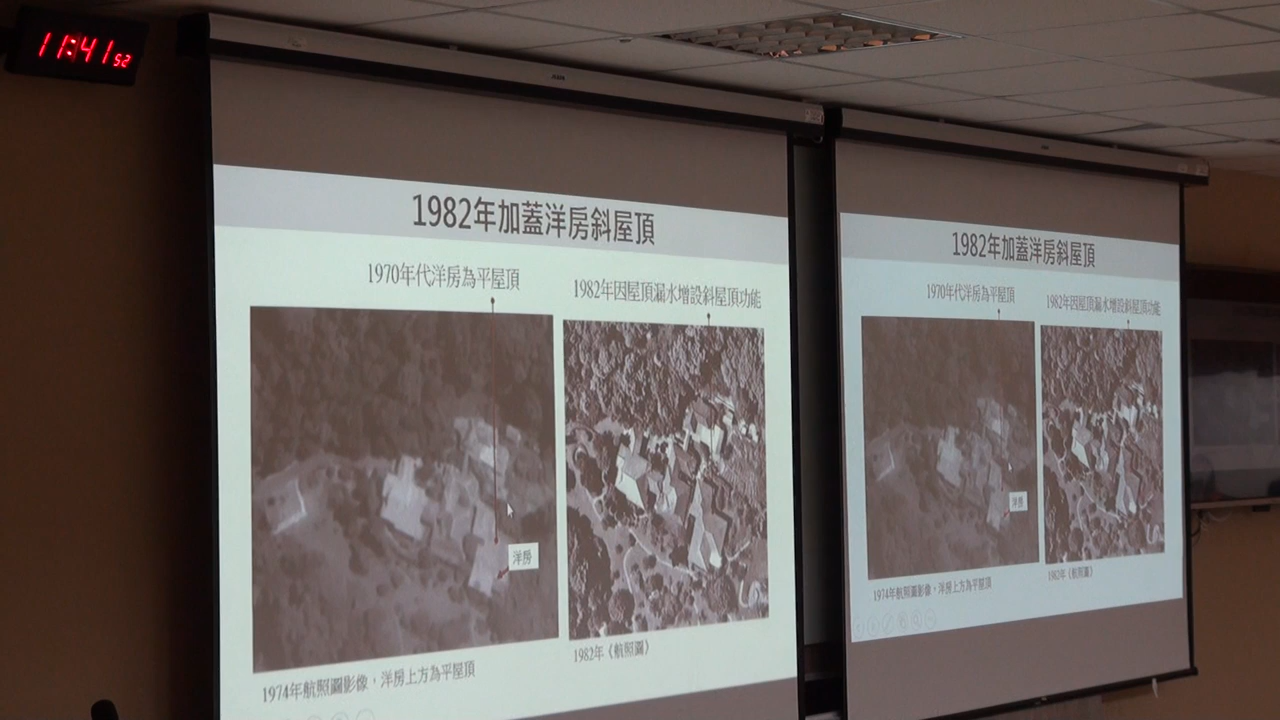 11:41 52
1982年加蓋洋房斜屋頂
1970年代洋房為平屋頂
1982年因屋頂漏水增設斜屋頂功能
洋房
1974年航照圖影像，洋房上方為平屋頂
1982年《航照圖》
1982年加蓋洋房斜屋頂
1970年代洋房為平屋頂
1982年因屋頂漏水增設斜屋頂功能
洋房
1974年航照圖影像，洋房上方為平屋頂
1982年《航照圖》